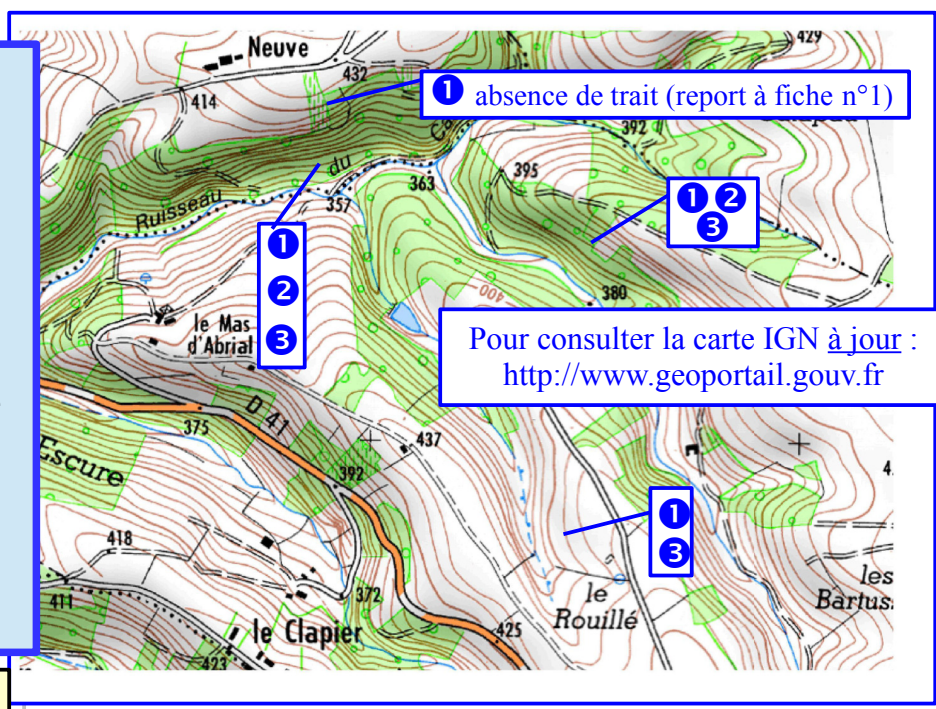 Neuve
429
432
414
❶ absence de trait (report à fiche n°1)
392
395
363
357
Ruisseau du
❶ ❷
❸
❶
❷
❸
380
400
le Mas
d'Abrial
Pour consulter la carte IGN à jour :
http://www.geoportail.gouv.fr
D 41
375
437
Escure
392
418
❶
❸
411
372
le
Rouillé
les
Bartus
le Clapier
425
423